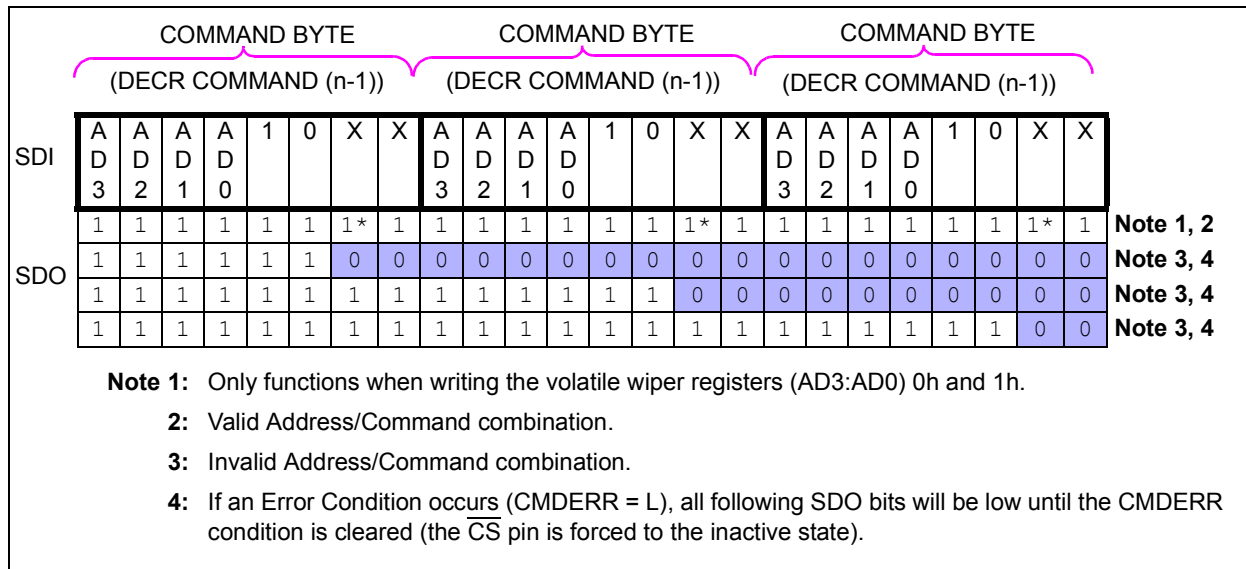 COMMAND BYTE COMMAND BYTE COMMAND BYTE
(DECR COMMAND (n-1)) (DECR COMMAND (n-1)) (DECR COMMAND (n-1))
A A A A 1 0 X X A A A A 1 0 X X A A A A 1 0 X X
SDI D D D D D D D D D D D D
3 2 1 0 3 2 1 0 3 2 1 0
1 1 1 1 1 1 1* 1 1 1 1 1 1 1 1* 1 1 1 1 1 1 1 1* 1 Note 1, 2
SDO 1 1 1 1 1 1 0 0 0 0 0 0 0 0 0 0 0 0 0 0 0 0 0 0 Note 3, 4
1 1 1 1 1 1 1 1 1 1 1 1 1 1 0 0 0 0 0 0 0 0 0 0 Note 3, 4
1 1 1 1 1 1 1 1 1 1 1 1 1 1 1 1 1 1 1 1 1 1 0 0 Note 3, 4
Note 1: Only functions when writing the volatile wiper registers (AD3:AD0) 0h and 1h.
2: Valid Address/Command combination.
3: Invalid Address/Command combination.
4: If an Error Condition occurs (CMDERR = L), all following SDO bits will be low until the CMDERR
condition is cleared (the CS pin is forced to the inactive state).